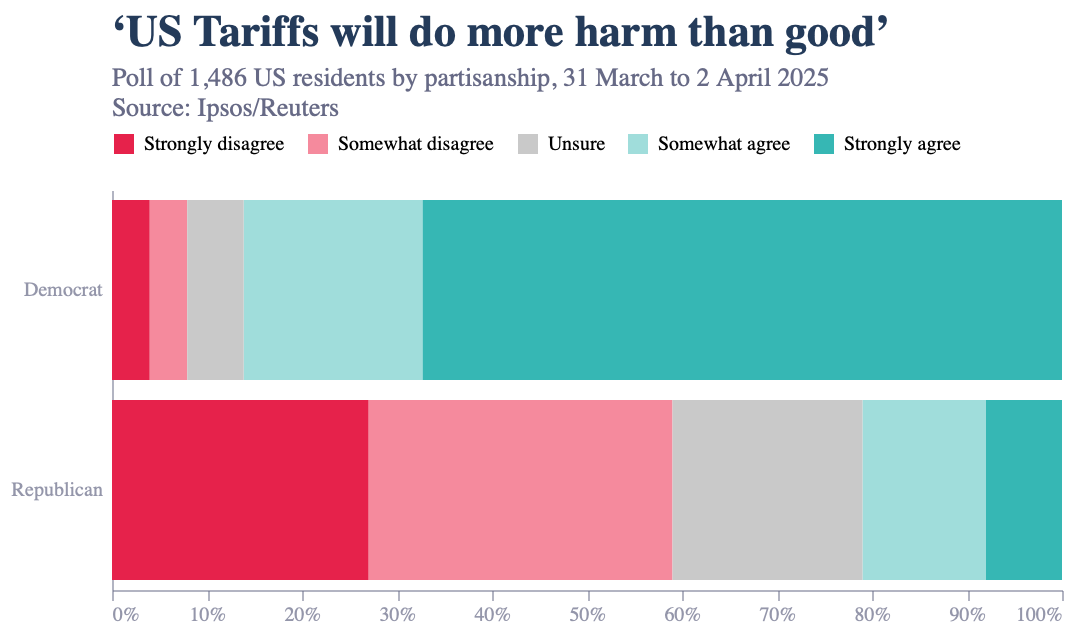 ‘US Tariffs will do more harm than good’
Poll of 1,486 US residents by partisanship, 31 March to 2 April 2025
Source: Ipsos/Reuters
Strongly disagree Somewhat disagree Unsure Somewhat agree Strongly agree
Democrat
Republican
0% 10% 20% 30% 40% 50% 60% 70% 80% 90% 100%